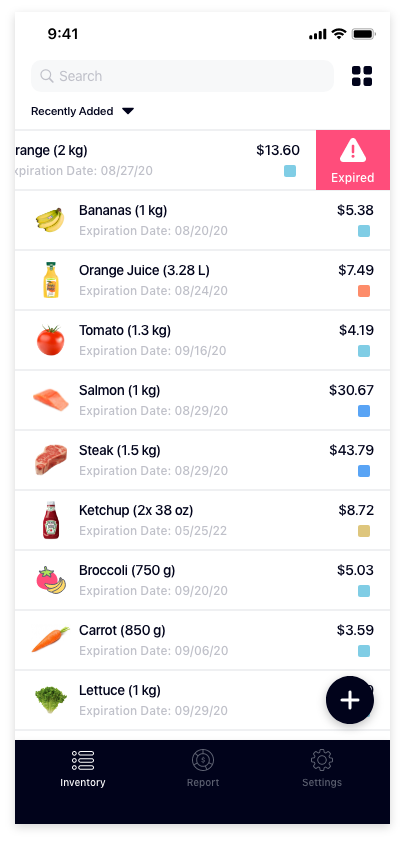 9:41
Search
Recently Added
range (2 kg)
$13.60
xpiration Date: 08/27/20
Expired
Bananas (1 kg)
$5.38
Expiration Date: 08/20/20
Orange Juice (3.28 L)
$7.49
Expiration Date: 08/24/20
Tomato (1.3 kg)
$4.19
Expiration Date: 09/16/20
Salmon (1 kg)
$30.67
Expiration Date: 08/29/20
Steak (1.5 kg)
$43.79
Expiration Date: 08/29/20
Ketchup (2x 38 oz)
$8.72
Expiration Date: 05/25/22
Broccoli (750 g)
$5.03
Expiration Date: 09/20/20
Carrot (850 g)
$3.59
Expiration Date: 09/06/20
Lettuce (1 kg)
Expiration Date: 09/29/20
Inventory
Report
Settings